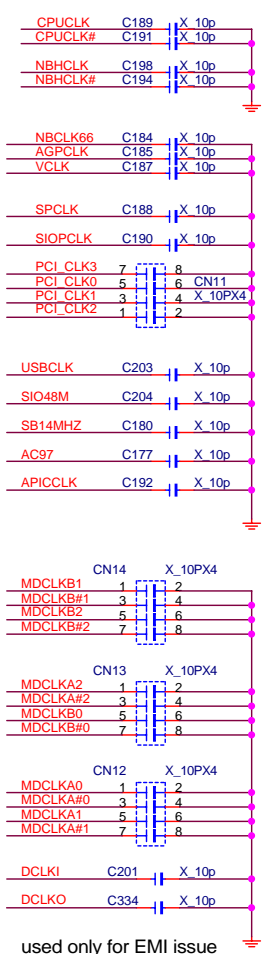 CPUCLK C189 X_10p
CPUCLK# C191 X_10p
NBHCLK C198 X_10p
NBHCLK# C194 X_10p
NBCLK66 C184 X_10p
AGPCLK C185 X_10p
VCLK C187 X_10p
SPCLK C188 X_10p
SIOPCLK C190 X_10p
PCI_CLK3 7 8
PCI_CLK0 5 6 CN11
PCI_CLK1 3 4 X_10PX4
PCI_CLK2 1 2
USBCLK C203 X_10p
SIO48M C204 X_10p
SB14MHZ C180 X_10p
AC97 C177 X_10p
APICCLK C192 X_10p
CN14 X_10PX4
MDCLKB1 1 2
MDCLKB#1 3 4
MDCLKB2 5 6
MDCLKB#2 7 8
CN13 X_10PX4
MDCLKA2 1 2
MDCLKA#2 3 4
MDCLKB0 5 6
MDCLKB#0 7 8
CN12 X_10PX4
MDCLKA0 1 2
MDCLKA#0 3 4
MDCLKA1 5 6
MDCLKA#1 7 8
DCLKI C201 X_10p
DCLKO C334 X_10p
used only for EMI issue